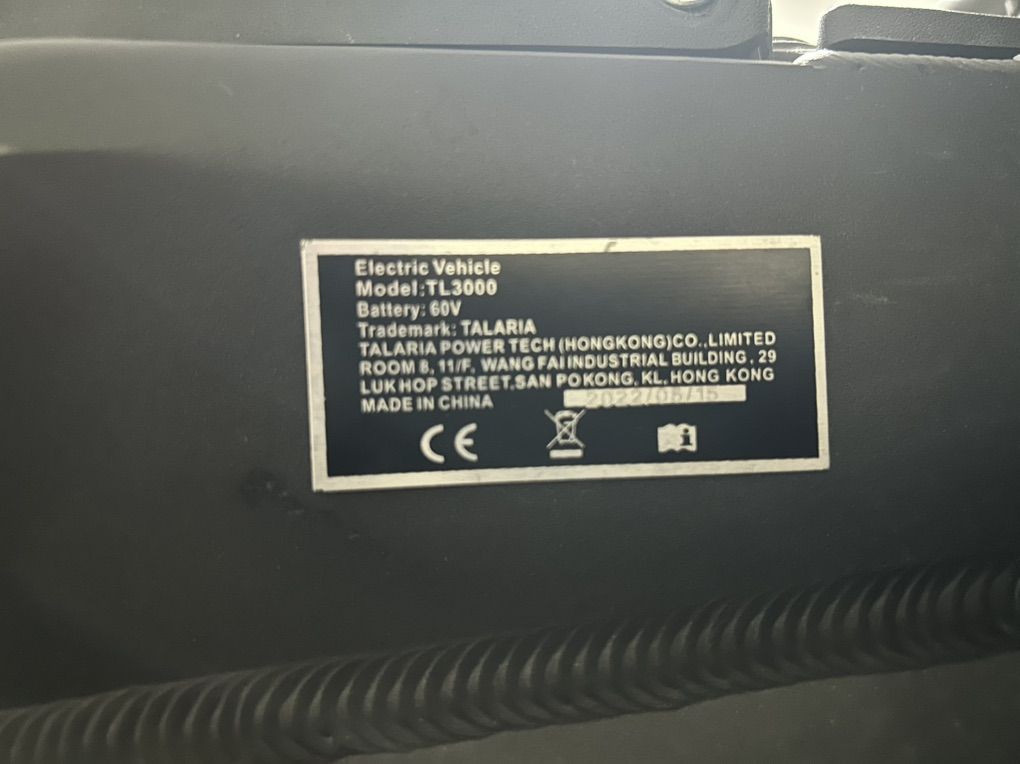 Electric Vehicle
Model:TL3000
Battery: 60V
Trademark: TALARIA
TALARIA POWER TECH (HONGKONG)CO.,LIMITED
ROOM 8, 11/F, WANG FAI INDUSTRIAL BUILDING, 29
LUK HOP STREET,SAN PO KONG, KL, HONG KONG
MADE IN CHINA
CE